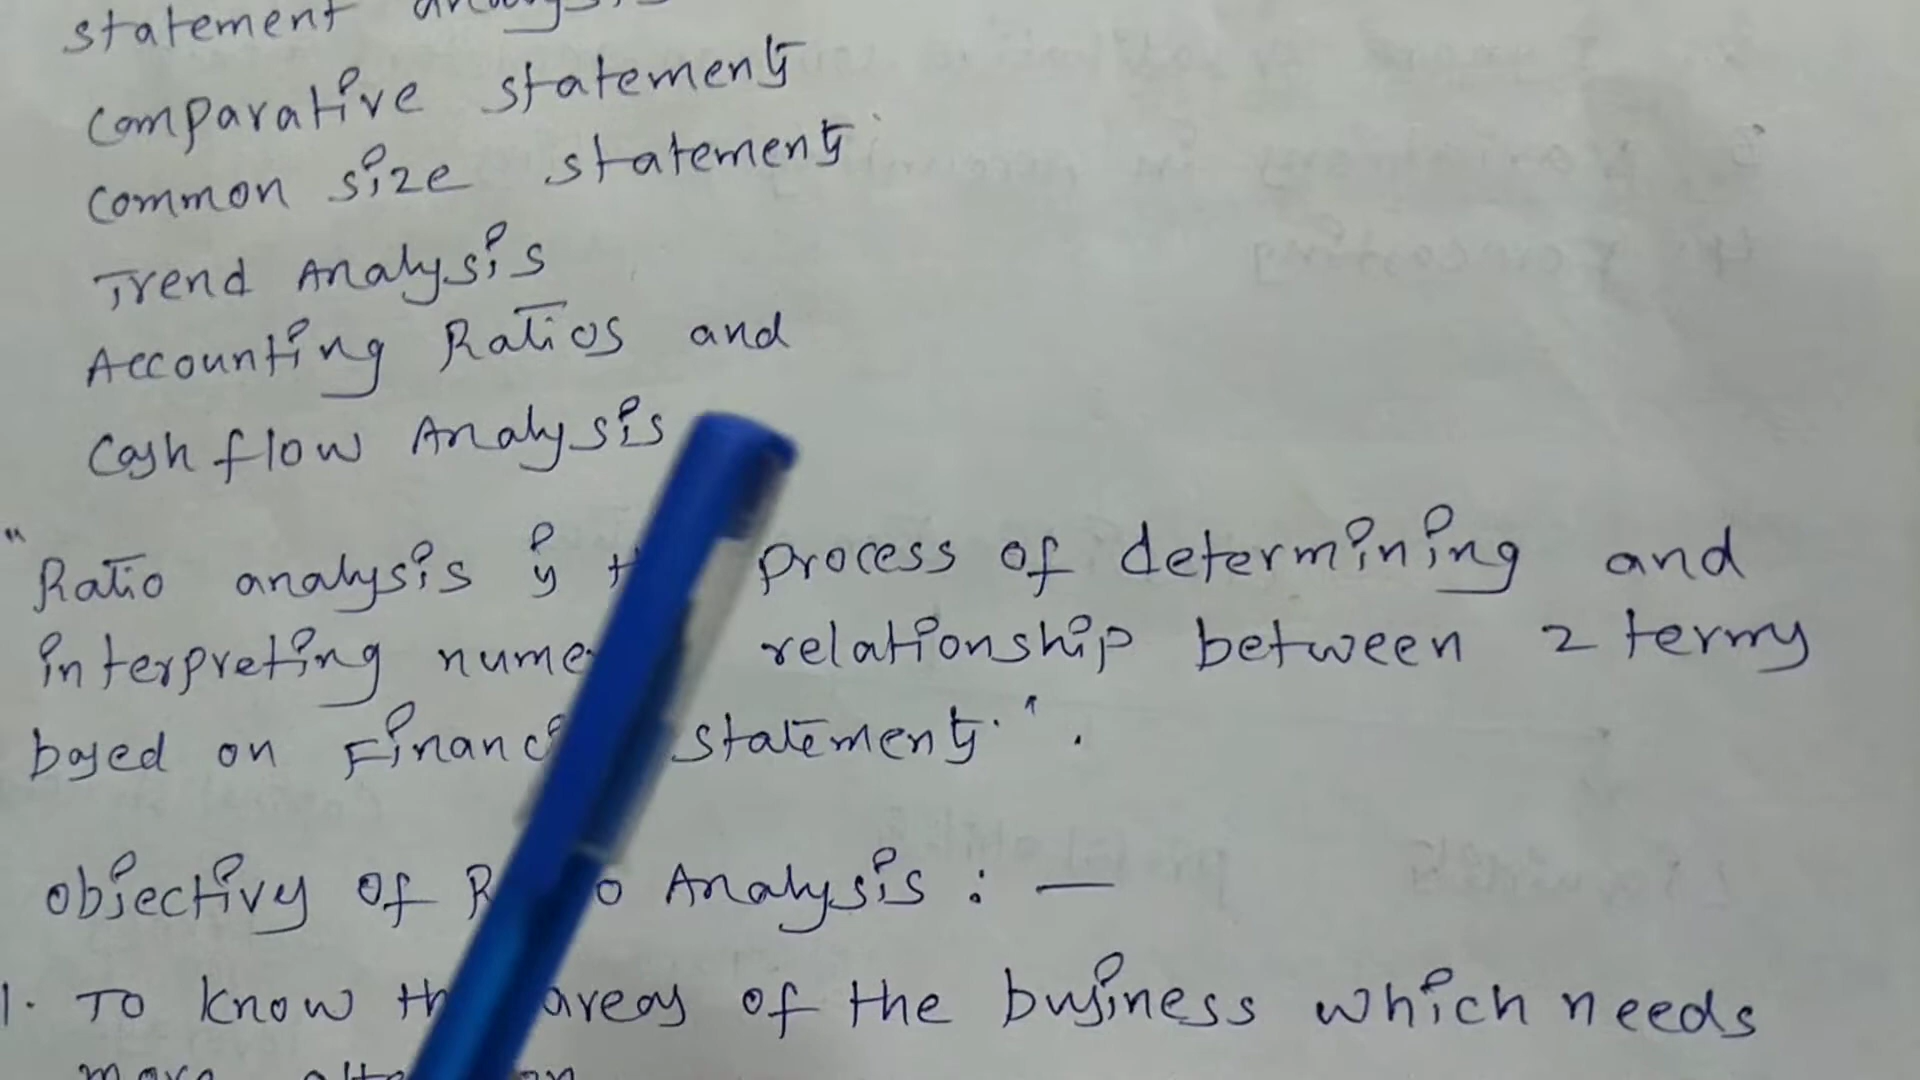 statement analysis
Comparative statements
Common size statements
Trend Analysis
Accounting Ratios and
Cash flow Analysis
"Ratio analysis is process of determining and
interpreting relationship between 2 terms
based on statements".
Objectives of Analysis : —
1. To know areas of the business which needs
more